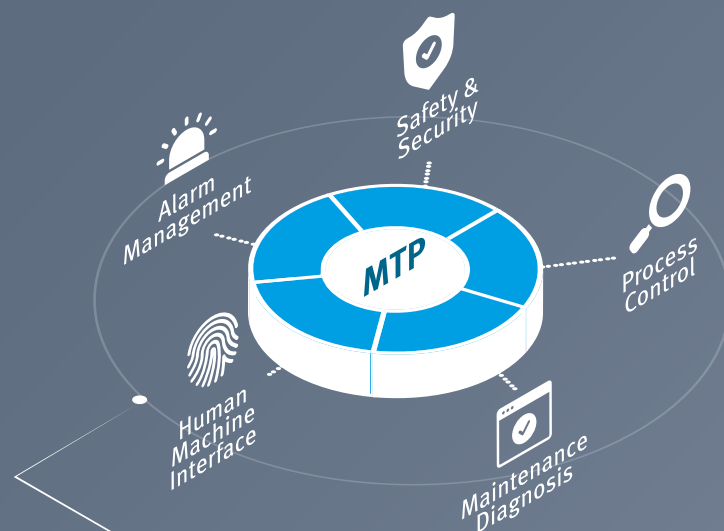 Safety &
Security
Alarm
Management
MTP
Process
Control
Human
Machine
Interface
Maintenance
Diagnosis